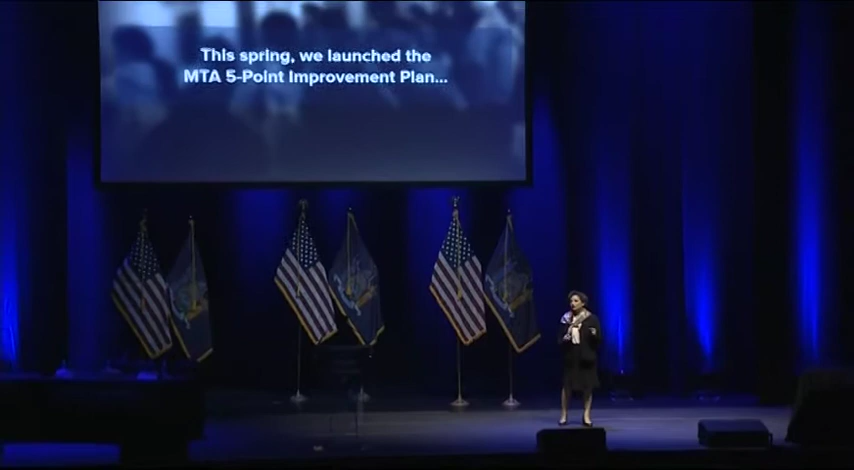 This spring, we launched the
MTA 5-Point Improvement Plan...